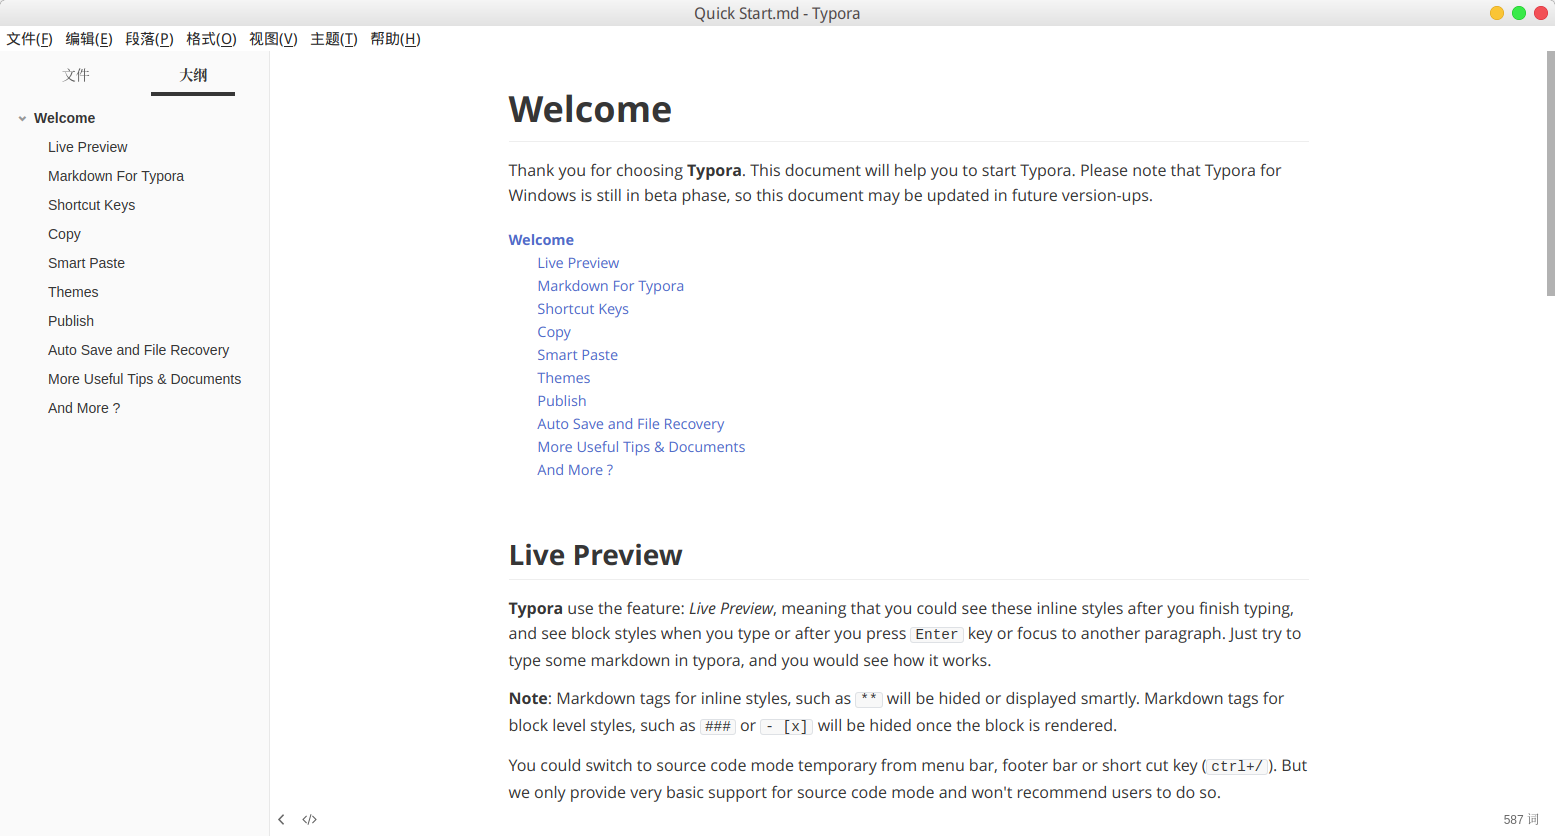 Quick Start.md - Typora
文件(F) 编辑(E) 段落(P) 格式(O) 视图(V) 主题(T) 帮助(H)
文件 大纲
Welcome
Live Preview
Markdown For Typora
Shortcut Keys
Copy
Smart Paste
Themes
Publish
Auto Save and File Recovery
More Useful Tips & Documents
And More ?
Welcome
Thank you for choosing Typora. This document will help you to start Typora. Please note that Typora for
Windows is still in beta phase, so this document may be updated in future version-ups.
Welcome
Live Preview
Markdown For Typora
Shortcut Keys
Copy
Smart Paste
Themes
Publish
Auto Save and File Recovery
More Useful Tips & Documents
And More ?
Live Preview
Typora use the feature: Live Preview, meaning that you could see these inline styles after you finish typing,
and see block styles when you type or after you press Enter key or focus to another paragraph. Just try to
type some markdown in typora, and you would see how it works.
Note: Markdown tags for inline styles, such as ** will be hided or displayed smartly. Markdown tags for
block level styles, such as ### or - [x] will be hided once the block is rendered.
You could switch to source code mode temporary from menu bar, footer bar or short cut key (ctrl+/). But
we only provide very basic support for source code mode and won't recommend users to do so.
</> 587 词